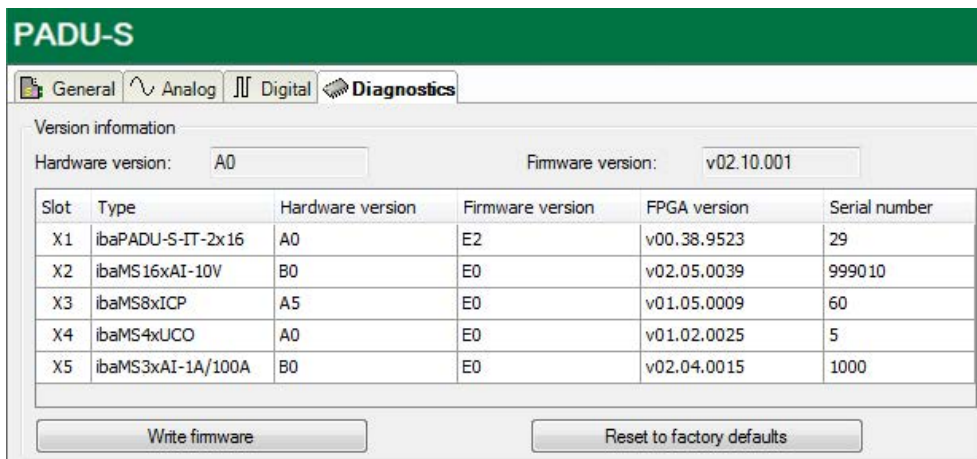 PADU-S
General Analog Digital Diagnostics
Version information
Hardware version: A0 Firmware version: v02.10.001
Slot Type Hardware version Firmware version FPGA version Serial number
X1 ibaPADU-S-IT-2x16 A0 E2 v00.38.9523 29
X2 ibaMS16xAI-10V B0 E0 v02.05.0039 999010
X3 ibaMS8xICP A5 E0 v01.05.0009 60
X4 ibaMS4xUCO A0 E0 v01.02.0025 5
X5 ibaMS3xAI-1A/100A B0 E0 v02.04.0015 1000
Write firmware Reset to factory defaults